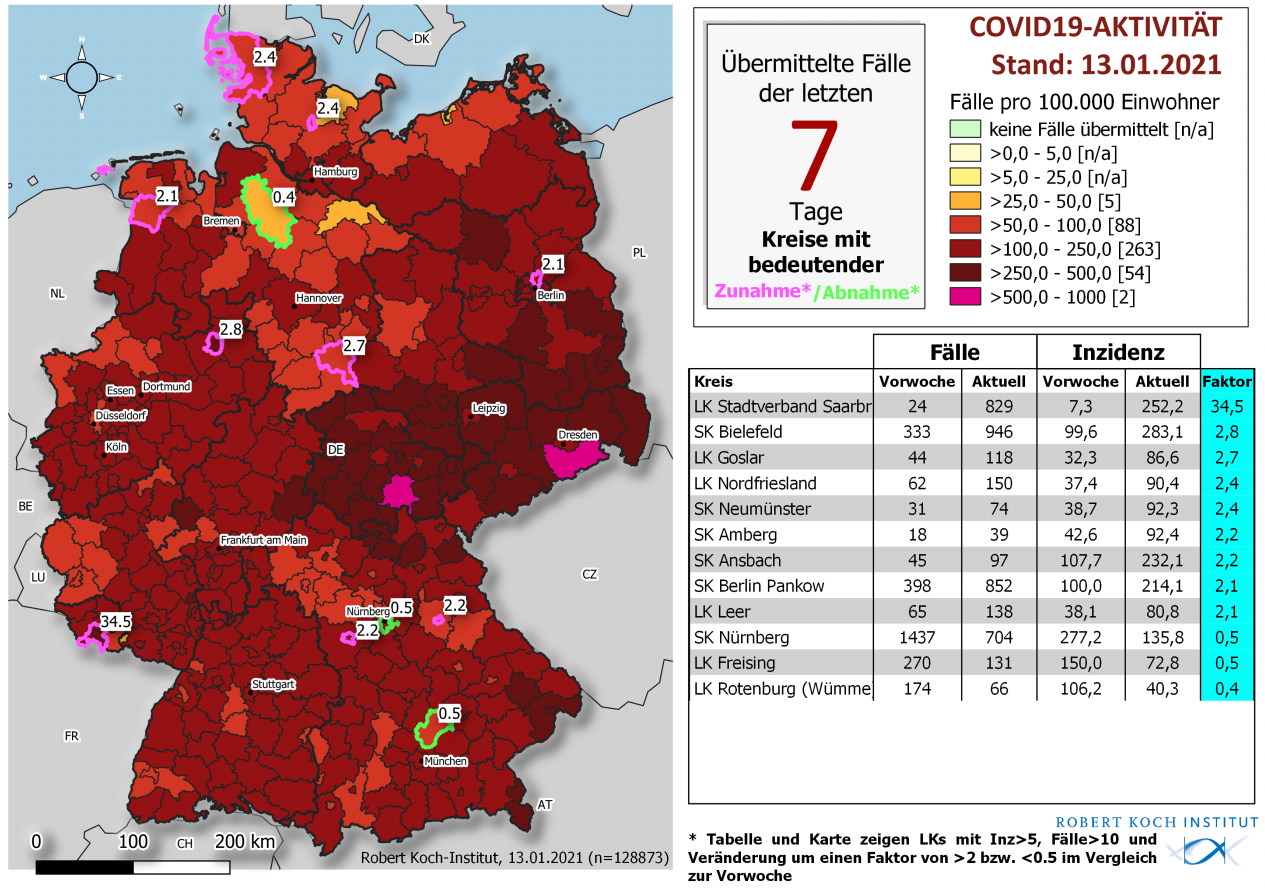 N
W
E
S
DK
PL
NL
DE
BE
LU
CZ
FR
CH
AT
Hamburg
Bremen
Berlin
Hannover
Essen
Dortmund
Düsseldorf
Köln
Leipzig
Dresden
Frankfurt am Main
Nürnberg
Stuttgart
München
2.4
2.4
2.1
0.4
2.1
2.8
2.7
34.5
0.5
2.2
2.2
0.5
0 100 200 km
Robert Koch-Institut, 13.01.2021 (n=128873)
Übermittelte Fälle
der letzten
7
Tage
Kreise mit
bedeutender
Zunahme*/Abnahme*
COVID19-AKTIVITÄT
Stand: 13.01.2021
Fälle pro 100.000 Einwohner
keine Fälle übermittelt [n/a]
>0,0 - 5,0 [n/a]
>5,0 - 25,0 [n/a]
>25,0 - 50,0 [5]
>50,0 - 100,0 [88]
>100,0 - 250,0 [263]
>250,0 - 500,0 [54]
>500,0 - 1000 [2]
Fälle Inzidenz
Kreis Vorwoche Aktuell Vorwoche Aktuell Faktor
LK Stadtverband Saarbr 24 829 7,3 252,2 34,5
SK Bielefeld 333 946 99,6 283,1 2,8
LK Goslar 44 118 32,3 86,6 2,7
LK Nordfriesland 62 150 37,4 90,4 2,4
SK Neumünster 31 74 38,7 92,3 2,4
SK Amberg 18 39 42,6 92,4 2,2
SK Ansbach 45 97 107,7 232,1 2,2
SK Berlin Pankow 398 852 100,0 214,1 2,1
LK Leer 65 138 38,1 80,8 2,1
SK Nürnberg 1437 704 277,2 135,8 0,5
LK Freising 270 131 150,0 72,8 0,5
LK Rotenburg (Wümme) 174 66 106,2 40,3 0,4
ROBERT KOCH INSTITUT
* Tabelle und Karte zeigen LKs mit Inz>5, Fälle>10 und
Veränderung um einen Faktor von >2 bzw. <0.5 im Vergleich
zur Vorwoche